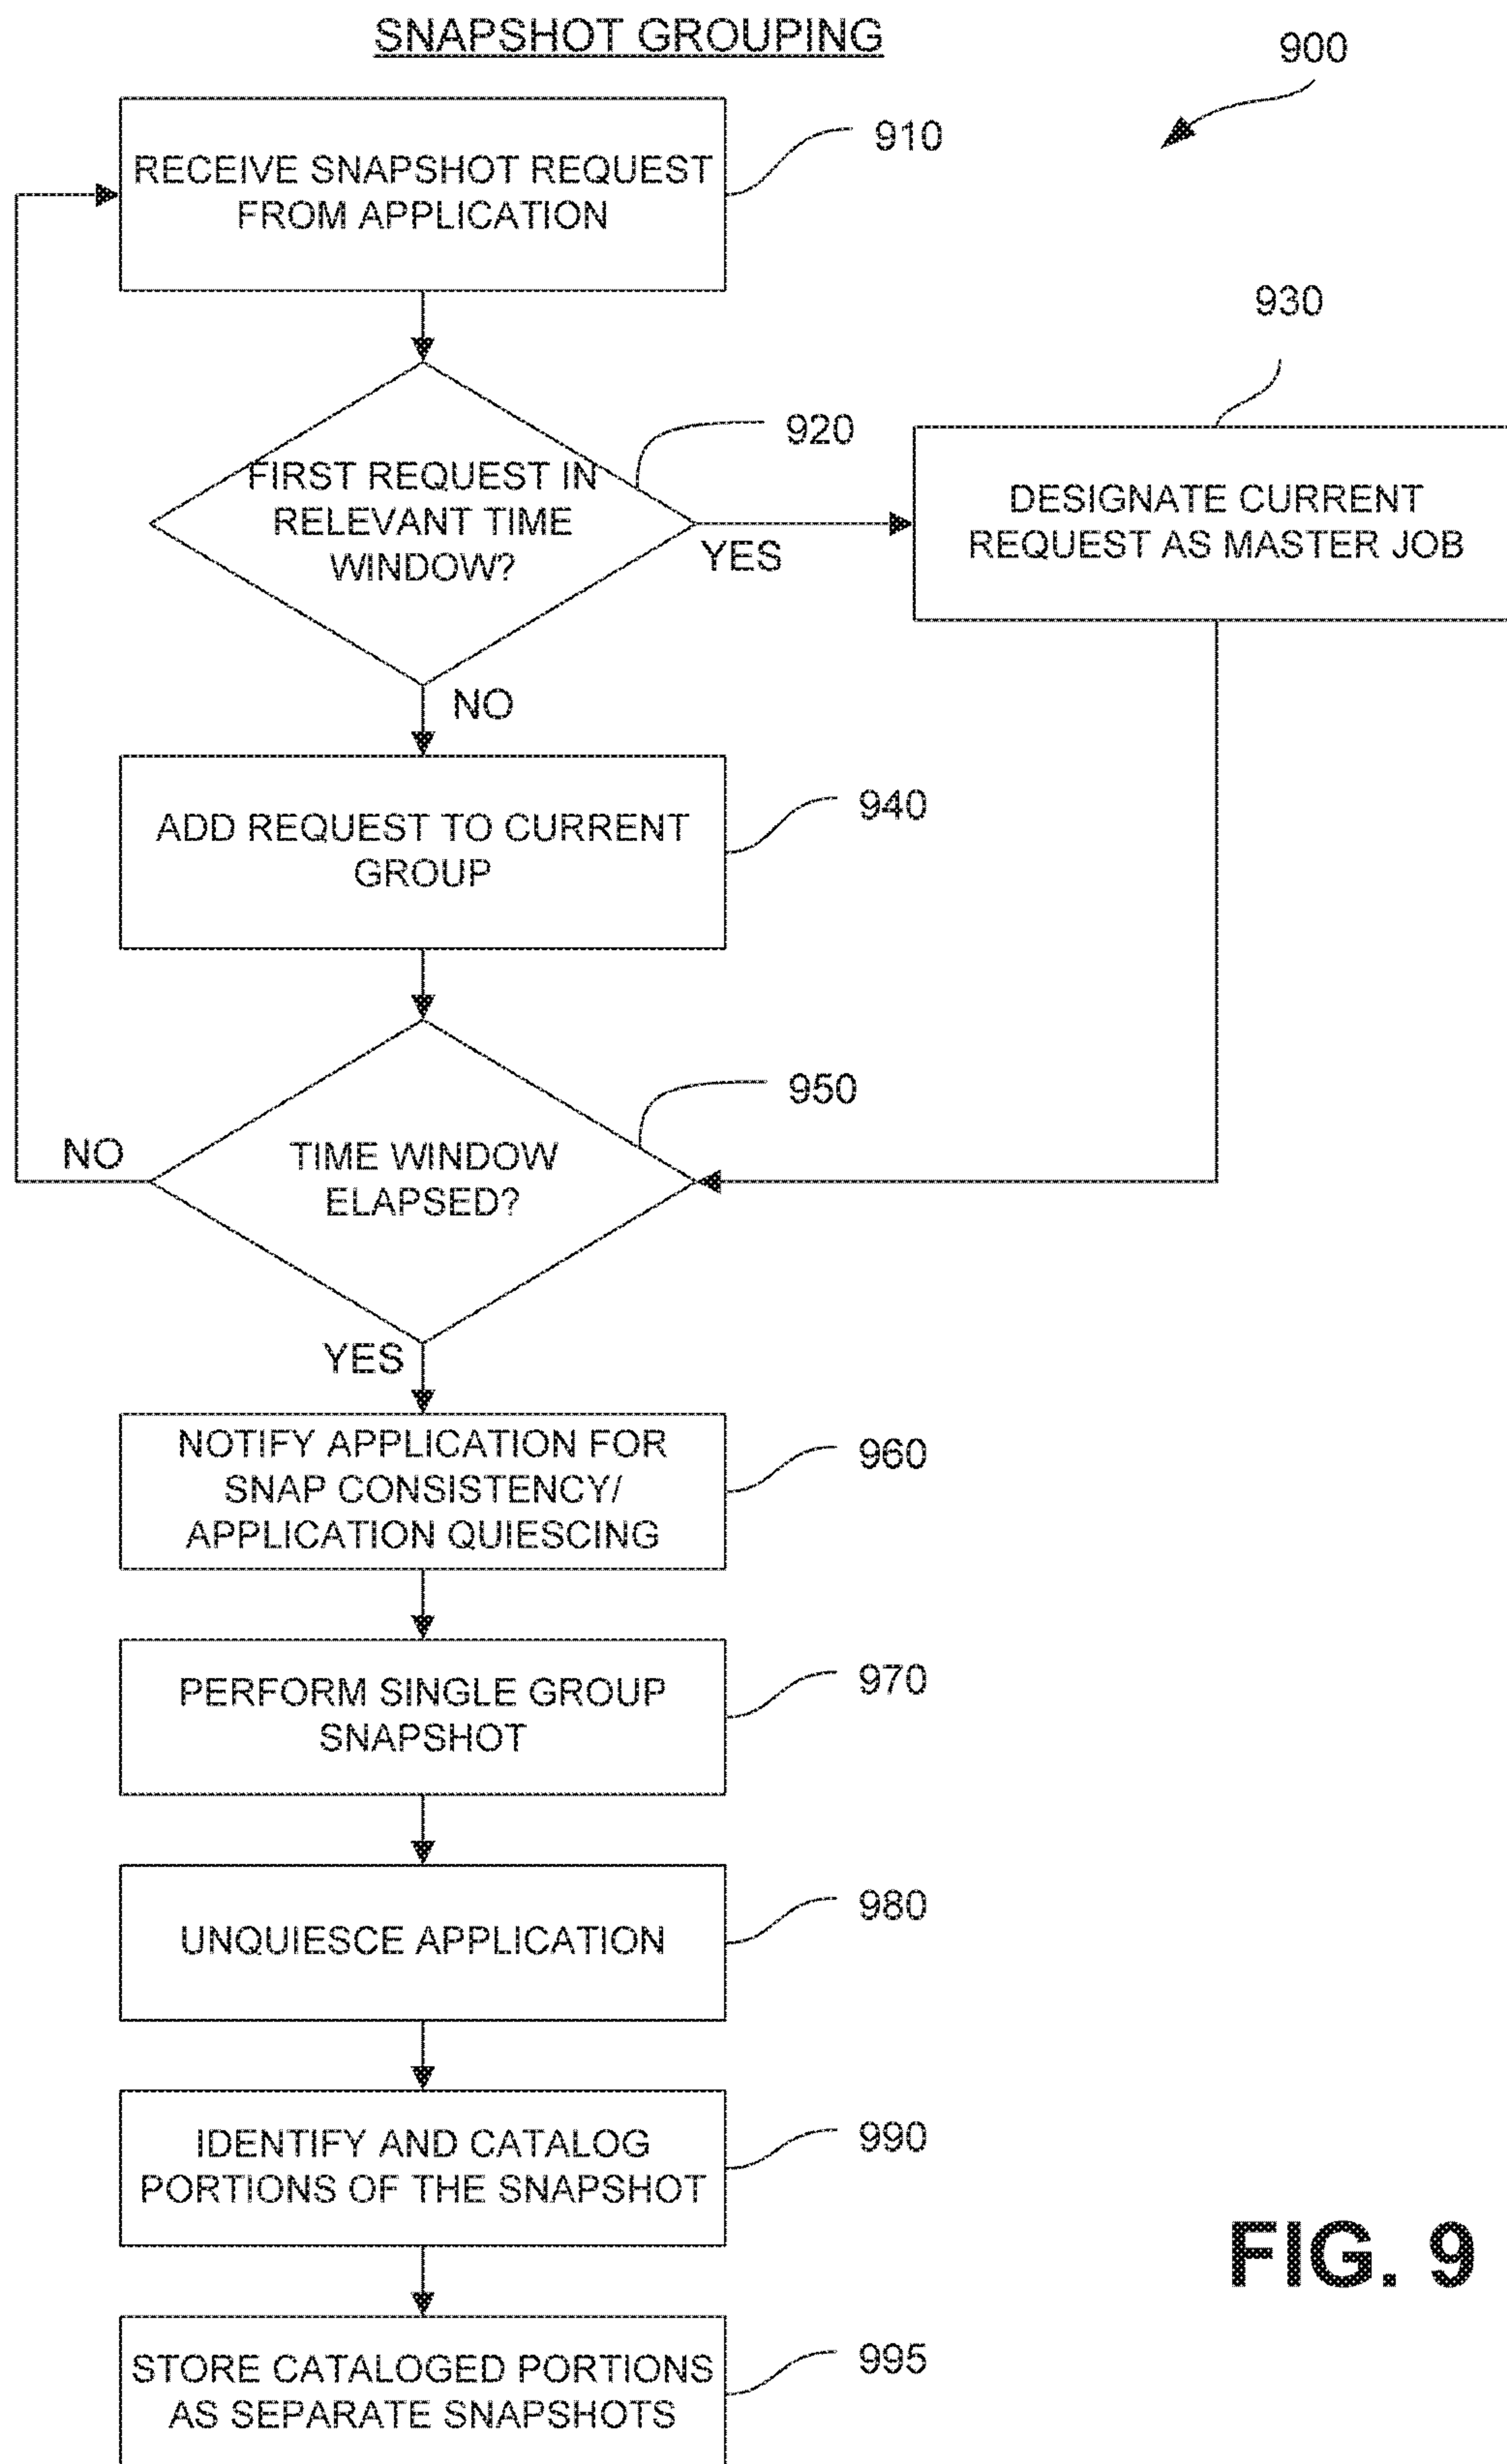 SNAPSHOT GROUPING
900
RECEIVE SNAPSHOT REQUEST
FROM APPLICATION
910
FIRST REQUEST IN
RELEVANT TIME
WINDOW?
920
YES
930
DESIGNATE CURRENT
REQUEST AS MASTER JOB
NO
ADD REQUEST TO CURRENT
GROUP
940
TIME WINDOW
ELAPSED?
950
NO
YES
NOTIFY APPLICATION FOR
SNAP CONSISTENCY/
APPLICATION QUIESCING
960
PERFORM SINGLE GROUP
SNAPSHOT
970
UNQUIESCE APPLICATION
980
IDENTIFY AND CATALOG
PORTIONS OF THE SNAPSHOT
990
STORE CATALOGED PORTIONS
AS SEPARATE SNAPSHOTS
995
FIG. 9